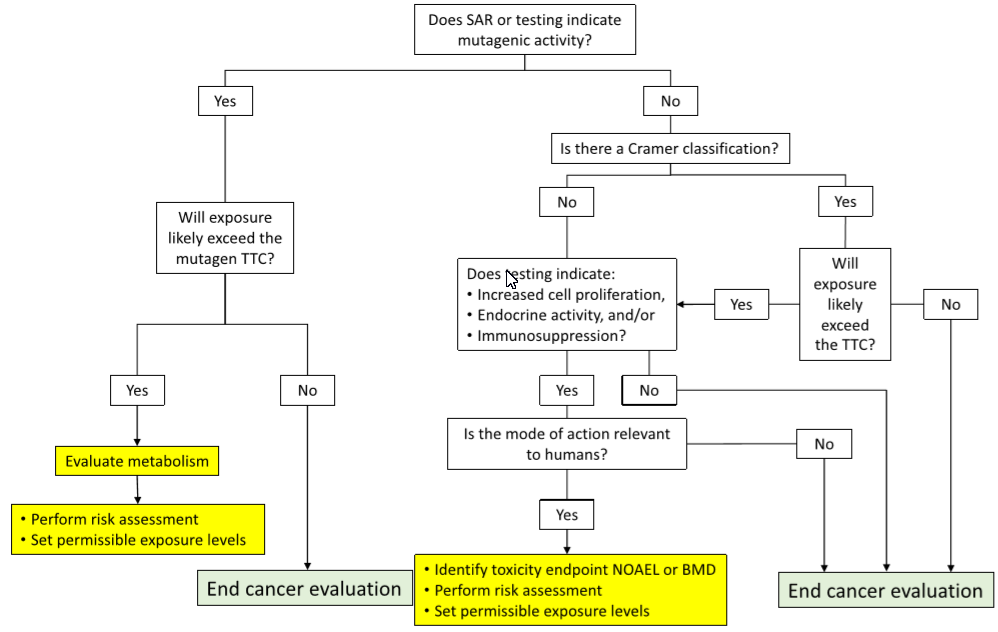 Does SAR or testing indicate
mutagenic activity?
Yes
No
Is there a Cramer classification?
No
Yes
Will exposure
likely exceed the
mutagen TTC?
Does testing indicate:
• Increased cell proliferation,
• Endocrine activity, and/or
• Immunosuppression?
Yes
Will
exposure
likely
exceed
the TTC?
No
Yes
No
Yes
No
Is the mode of action relevant
to humans?
No
Evaluate metabolism
Yes
• Perform risk assessment
• Set permissible exposure levels
End cancer evaluation
• Identify toxicity endpoint NOAEL or BMD
• Perform risk assessment
• Set permissible exposure levels
End cancer evaluation